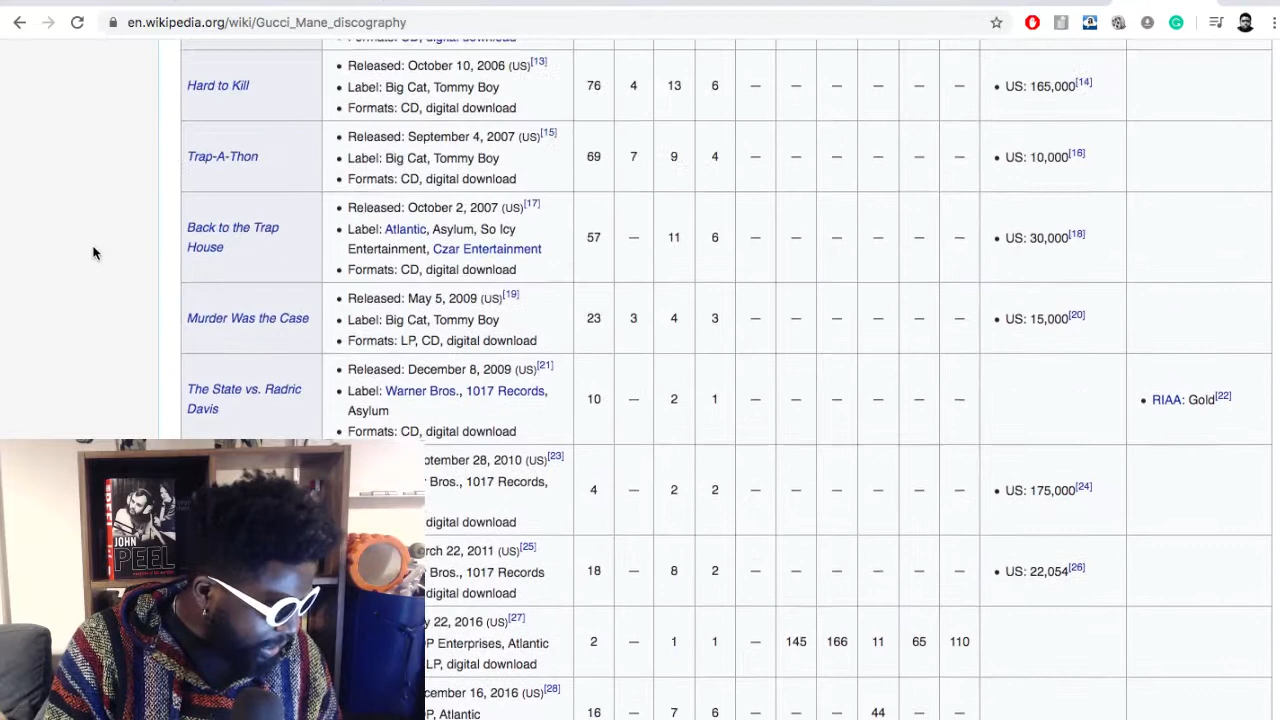 en.wikipedia.org/wiki/Gucci_Mane_discography
Hard to Kill
• Released: October 10, 2006 (US)[13]
• Label: Big Cat, Tommy Boy
• Formats: CD, digital download
76 4 13 6 — — — — — —
• US: 165,000[14]
Trap-A-Thon
• Released: September 4, 2007 (US)[15]
• Label: Big Cat, Tommy Boy
• Formats: CD, digital download
69 7 9 4 — — — — — —
• US: 10,000[16]
Back to the Trap
House
• Released: October 2, 2007 (US)[17]
• Label: Atlantic, Asylum, So Icy
Entertainment, Czar Entertainment
• Formats: CD, digital download
57 — 11 6 — — — — — —
• US: 30,000[18]
Murder Was the Case
• Released: May 5, 2009 (US)[19]
• Label: Big Cat, Tommy Boy
• Formats: LP, CD, digital download
23 3 4 3 — — — — — —
• US: 15,000[20]
The State vs. Radric
Davis
• Released: December 8, 2009 (US)[21]
• Label: Warner Bros., 1017 Records,
Asylum
• Formats: CD, digital download
10 — 2 1 — — — — — —
• RIAA: Gold[22]
ptember 28, 2010 (US)[23]
Bros., 1017 Records,
digital download
4 — 2 2 — — — — — —
• US: 175,000[24]
rch 22, 2011 (US)[25]
Bros., 1017 Records
digital download
18 — 8 2 — — — — — —
• US: 22,054[26]
y 22, 2016 (US)[27]
P Enterprises, Atlantic
LP, digital download
2 — 1 1 — 145 166 11 65 110
cember 16, 2016 (US)[28]
P, Atlantic
16 — 7 6 — — — 44 — —
JOHN
PEEL